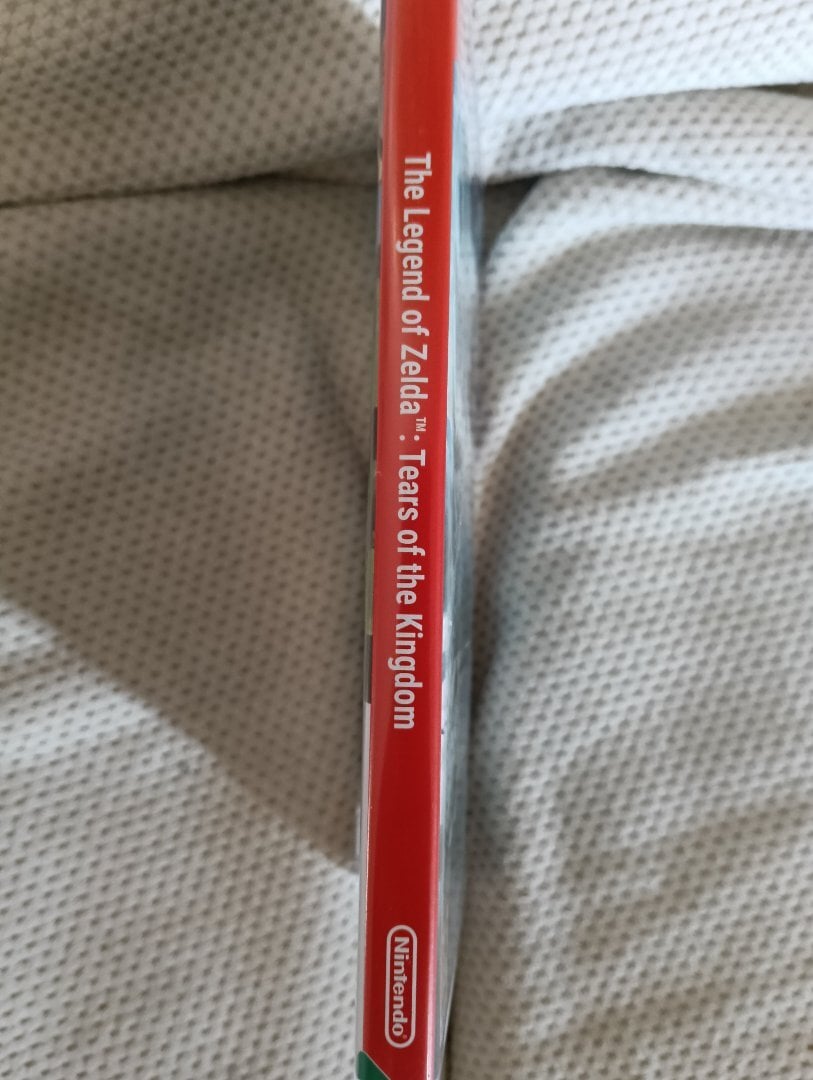 The Legend of Zelda™: Tears of the Kingdom
Nintendo®